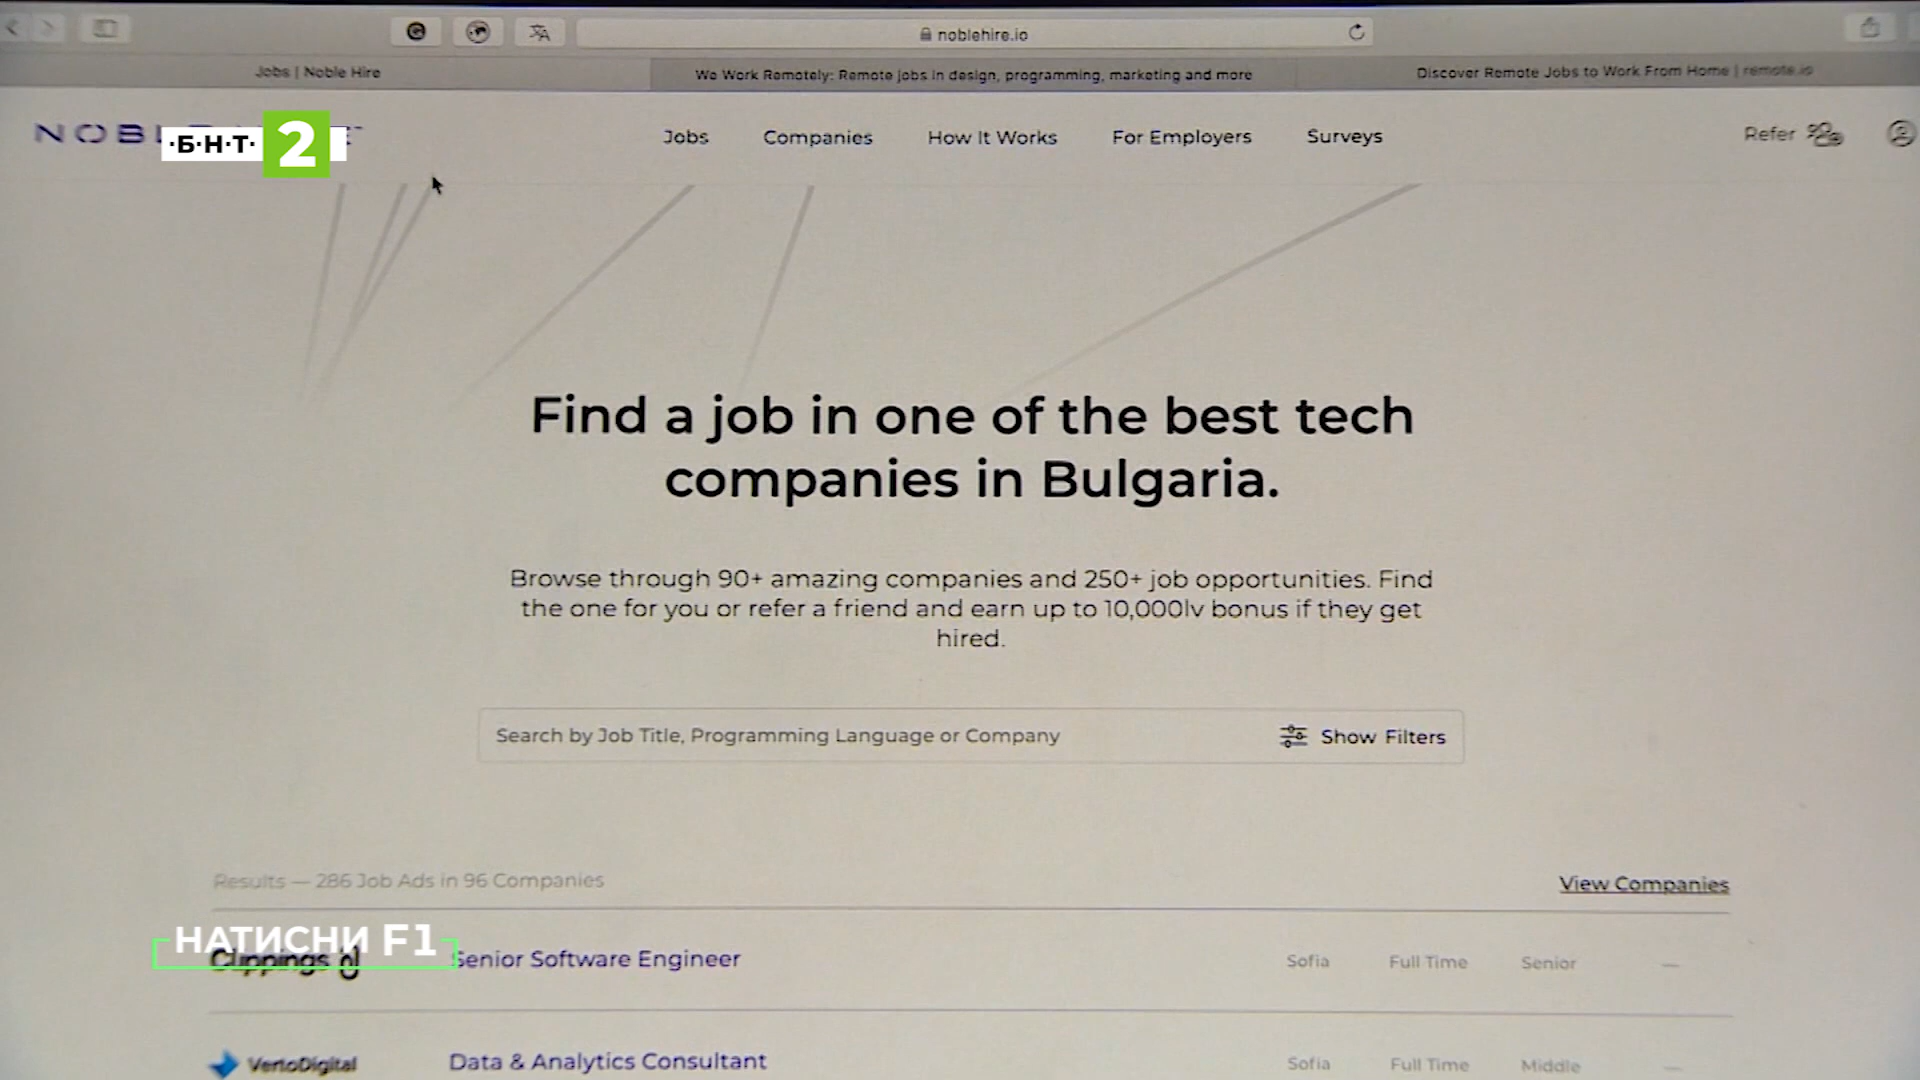 noblehire.io
Jobs | Noble Hire
We Work Remotely: Remote jobs in design, programming, marketing and more
Discover Remote Jobs to Work From Home | remote.io
NOBL
·Б·Н·Т· 2
Jobs
Companies
How It Works
For Employers
Surveys
Refer
Find a job in one of the best tech
companies in Bulgaria.
Browse through 90+ amazing companies and 250+ job opportunities. Find
the one for you or refer a friend and earn up to 10,000lv bonus if they get
hired.
Search by Job Title, Programming Language or Company
Show Filters
Results — 286 Job Ads in 96 Companies
View Companies
НАТИСНИ F1
Clippings
Senior Software Engineer
Sofia
Full Time
Senior
—
VertoDigital
Data & Analytics Consultant
Sofia
Full Time
Middle
—